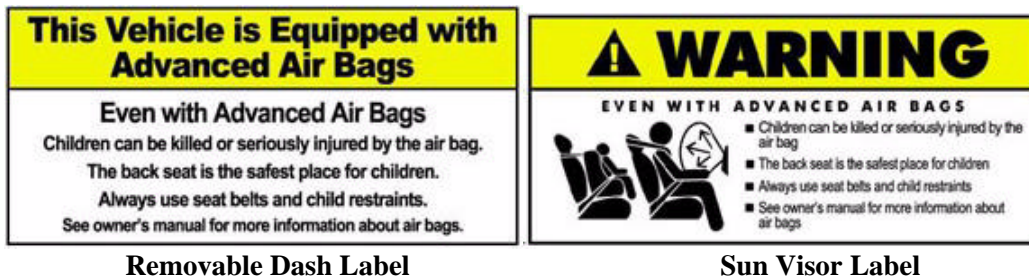 This Vehicle is Equipped with
Advanced Air Bags
Even with Advanced Air Bags
Children can be killed or seriously injured by the air bag.
The back seat is the safest place for children.
Always use seat belts and child restraints.
See owner's manual for more information about air bags.
Removable Dash Label
WARNING
EVEN WITH ADVANCED AIR BAGS
■ Children can be killed or seriously injured by the
air bag
■ The back seat is the safest place for children
■ Always use seat belts and child restraints
■ See owner's manual for more information about
air bags
Sun Visor Label